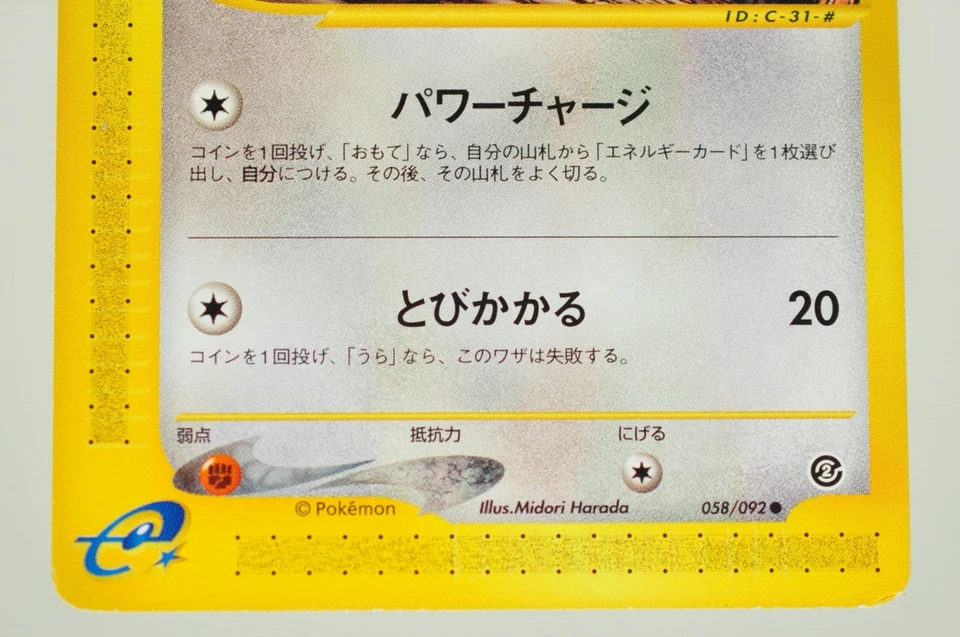 ID:C-31-#
パワーチャージ
コインを1回投げ、「おもて」なら、自分の山札から「エネルギーカード」を1枚選び
出し、自分につける。その後、その山札をよく切る。
とびかかる 20
コインを1回投げ、「うら」なら、このワザは失敗する。
弱点 抵抗力 にげる
© Pokémon Illus.Midori Harada 058/092●
e
2